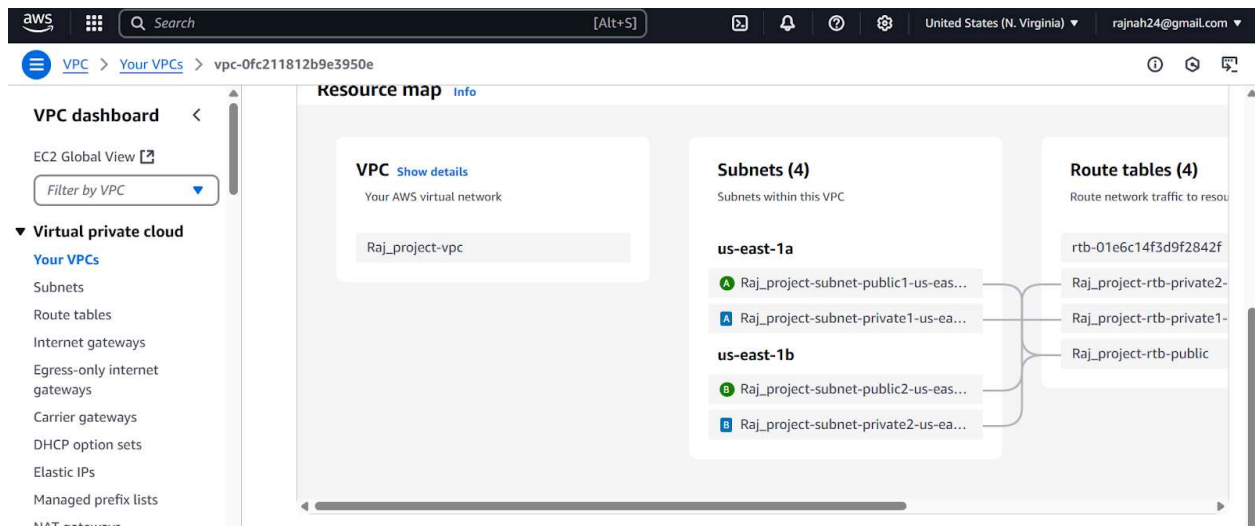 aws
Search [Alt+S] United States (N. Virginia) rajnah24@gmail.com
VPC > Your VPCs > vpc-0fc211812b9e3950e
VPC dashboard
EC2 Global View
Filter by VPC
Virtual private cloud
Your VPCs
Subnets
Route tables
Internet gateways
Egress-only internet
gateways
Carrier gateways
DHCP option sets
Elastic IPs
Managed prefix lists
NAT gateways
Resource map Info
VPC Show details
Your AWS virtual network
Raj_project-vpc
Subnets (4)
Subnets within this VPC
us-east-1a
A Raj_project-subnet-public1-us-eas...
A Raj_project-subnet-private1-us-ea...
us-east-1b
B Raj_project-subnet-public2-us-eas...
B Raj_project-subnet-private2-us-ea...
Route tables (4)
Route network traffic to resou
rtb-01e6c14f3d9f2842f
Raj_project-rtb-private2-
Raj_project-rtb-private1-
Raj_project-rtb-public